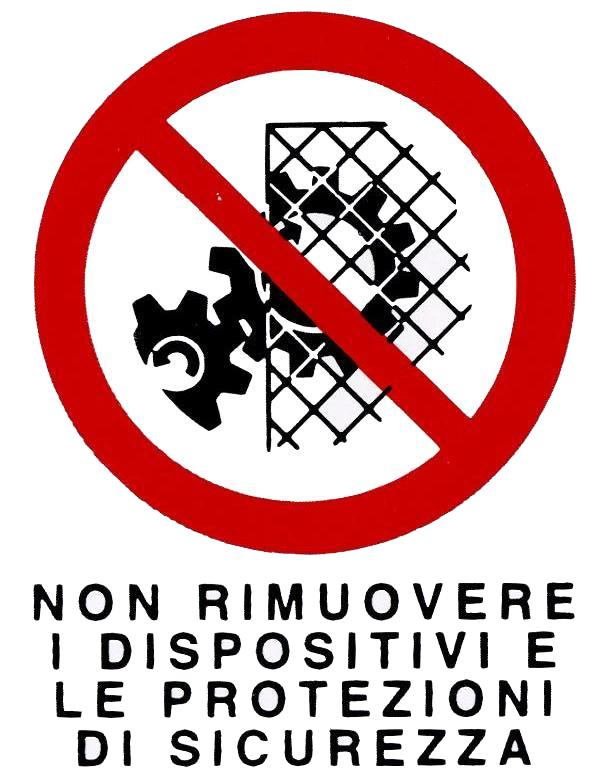 NON RIMUOVERE
I DISPOSITIVI E
LE PROTEZIONI
DI SICUREZZA